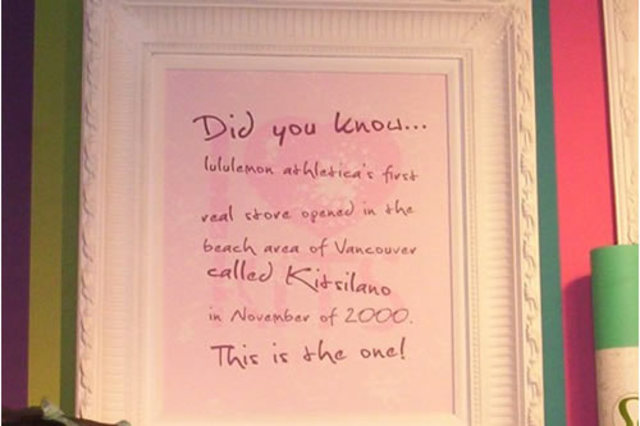 Did you know...
lululemon athletica's first
real store opened in the
beach area of Vancouver
called Kitsilano
in November of 2000.
This is the one!